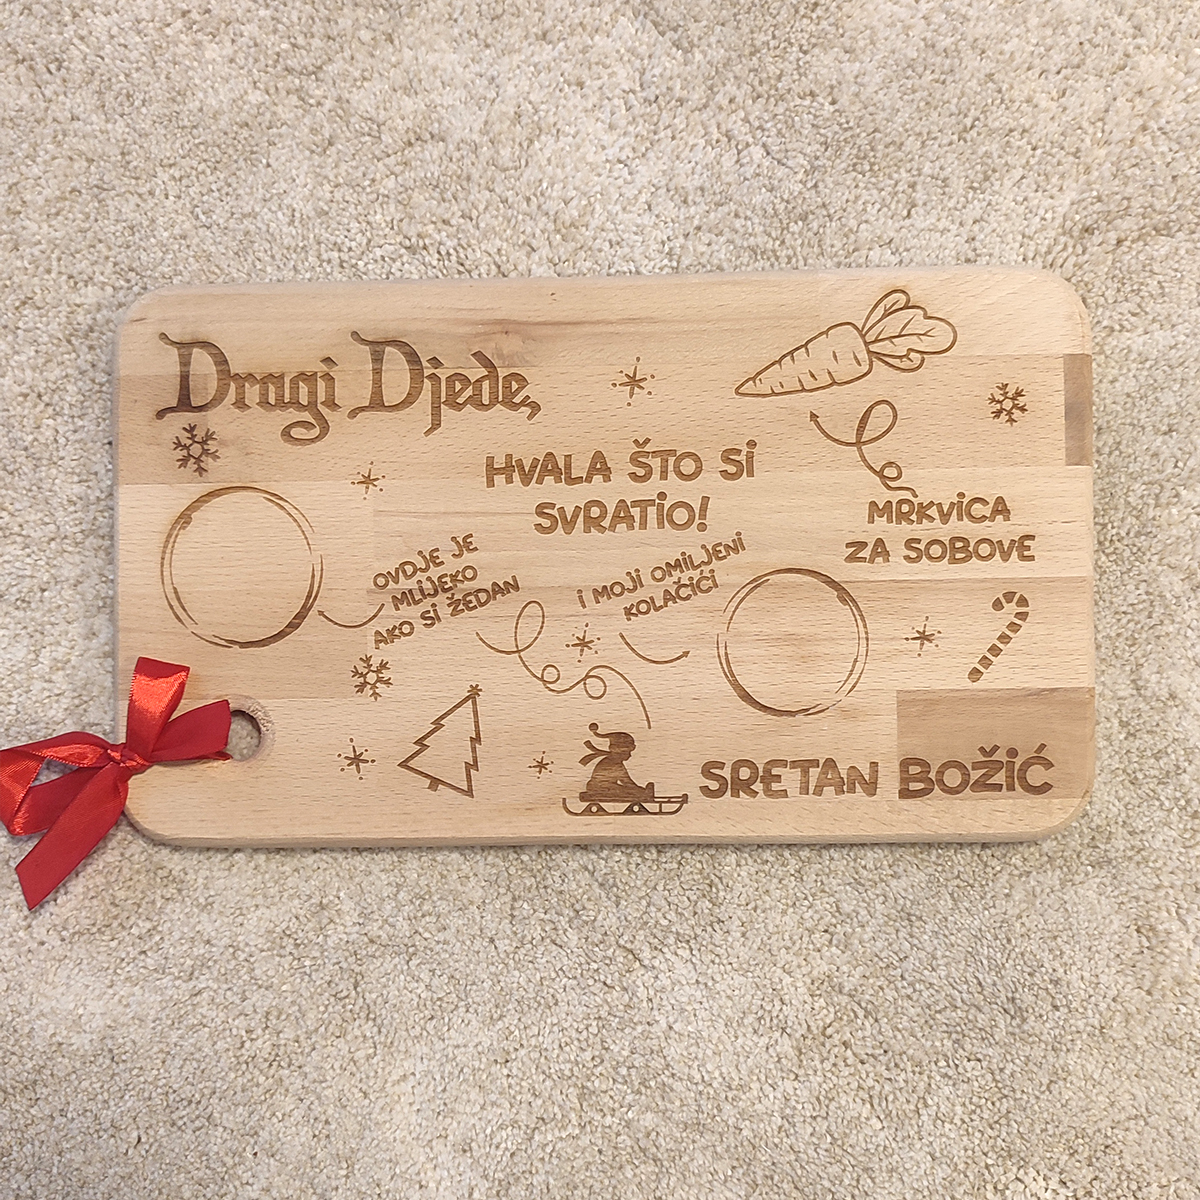 Dragi Djede,
HVALA ŠTO SI
SVRATIO!
OVDJE JE
MLIJEKO
AKO SI ŽEDAN
I MOJI OMILJENI
KOLAČIĆI
MRKVICA
ZA SOBOVE
SRETAN BOŽIĆ